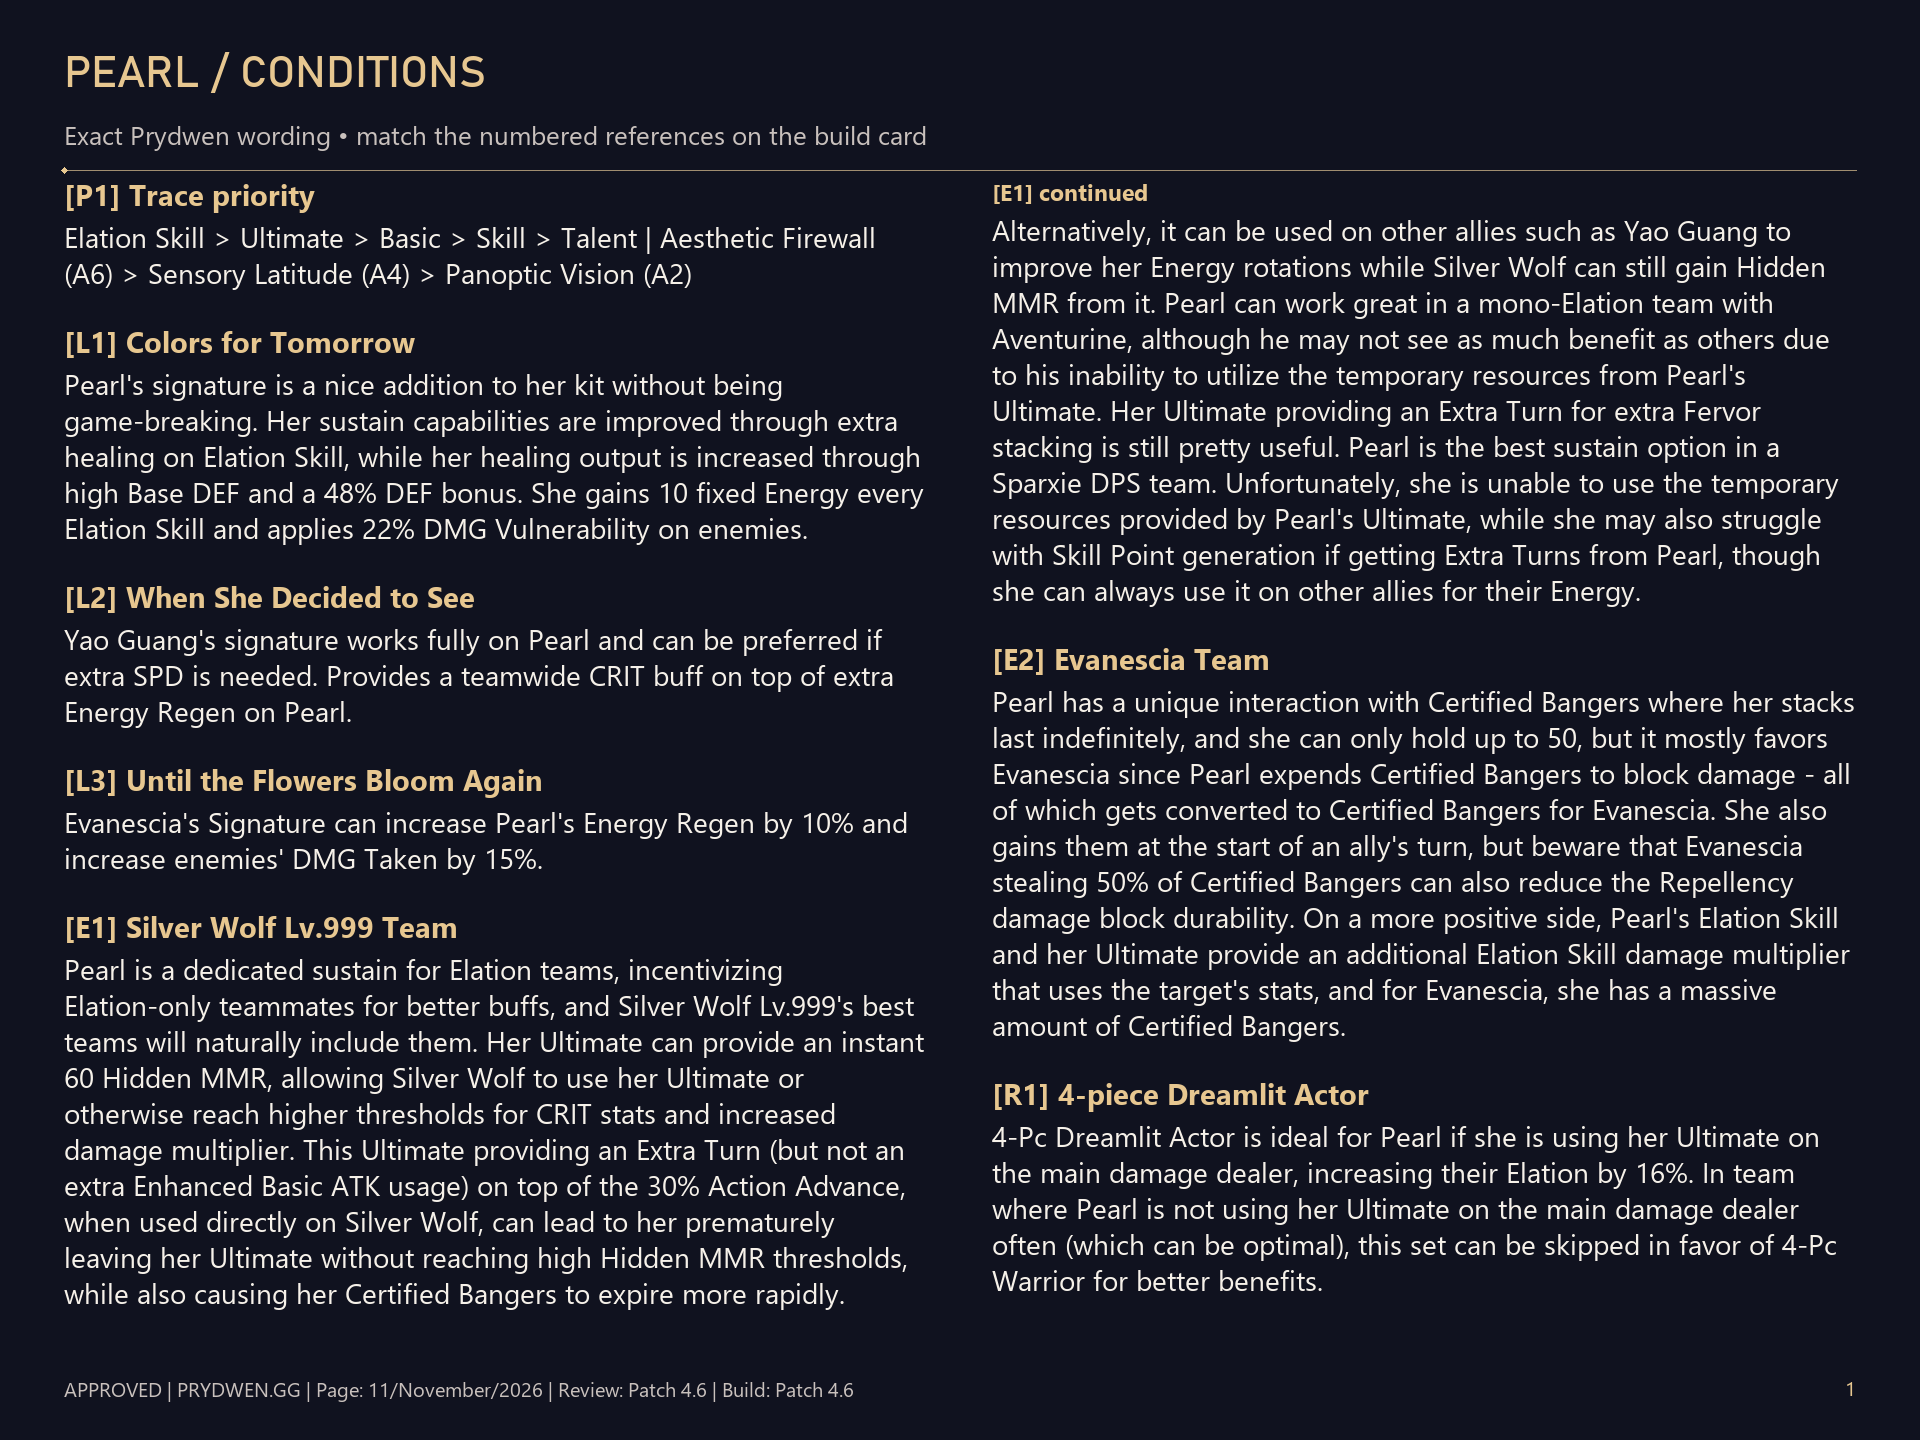 PEARL / CONDITIONS
Exact Prydwen wording • match the numbered references on the build card
[P1] Trace priority
Elation Skill > Ultimate > Basic > Skill > Talent | Aesthetic Firewall
(A6) > Sensory Latitude (A4) > Panoptic Vision (A2)
[L1] Colors for Tomorrow
Pearl's signature is a nice addition to her kit without being
game-breaking. Her sustain capabilities are improved through extra
healing on Elation Skill, while her healing output is increased through
high Base DEF and a 48% DEF bonus. She gains 10 fixed Energy every
Elation Skill and applies 22% DMG Vulnerability on enemies.
[L2] When She Decided to See
Yao Guang's signature works fully on Pearl and can be preferred if
extra SPD is needed. Provides a teamwide CRIT buff on top of extra
Energy Regen on Pearl.
[L3] Until the Flowers Bloom Again
Evanescia's Signature can increase Pearl's Energy Regen by 10% and
increase enemies' DMG Taken by 15%.
[E1] Silver Wolf Lv.999 Team
Pearl is a dedicated sustain for Elation teams, incentivizing
Elation-only teammates for better buffs, and Silver Wolf Lv.999's best
teams will naturally include them. Her Ultimate can provide an instant
60 Hidden MMR, allowing Silver Wolf to use her Ultimate or
otherwise reach higher thresholds for CRIT stats and increased
damage multiplier. This Ultimate providing an Extra Turn (but not an
extra Enhanced Basic ATK usage) on top of the 30% Action Advance,
when used directly on Silver Wolf, can lead to her prematurely
leaving her Ultimate without reaching high Hidden MMR thresholds,
while also causing her Certified Bangers to expire more rapidly.
[E1] continued
Alternatively, it can be used on other allies such as Yao Guang to
improve her Energy rotations while Silver Wolf can still gain Hidden
MMR from it. Pearl can work great in a mono-Elation team with
Aventurine, although he may not see as much benefit as others due
to his inability to utilize the temporary resources from Pearl's
Ultimate. Her Ultimate providing an Extra Turn for extra Fervor
stacking is still pretty useful. Pearl is the best sustain option in a
Sparxie DPS team. Unfortunately, she is unable to use the temporary
resources provided by Pearl's Ultimate, while she may also struggle
with Skill Point generation if getting Extra Turns from Pearl, though
she can always use it on other allies for their Energy.
[E2] Evanescia Team
Pearl has a unique interaction with Certified Bangers where her stacks
last indefinitely, and she can only hold up to 50, but it mostly favors
Evanescia since Pearl expends Certified Bangers to block damage - all
of which gets converted to Certified Bangers for Evanescia. She also
gains them at the start of an ally's turn, but beware that Evanescia
stealing 50% of Certified Bangers can also reduce the Repellency
damage block durability. On a more positive side, Pearl's Elation Skill
and her Ultimate provide an additional Elation Skill damage multiplier
that uses the target's stats, and for Evanescia, she has a massive
amount of Certified Bangers.
[R1] 4-piece Dreamlit Actor
4-Pc Dreamlit Actor is ideal for Pearl if she is using her Ultimate on
the main damage dealer, increasing their Elation by 16%. In team
where Pearl is not using her Ultimate on the main damage dealer
often (which can be optimal), this set can be skipped in favor of 4-Pc
Warrior for better benefits.
APPROVED | PRYDWEN.GG | Page: 11/November/2026 | Review: Patch 4.6 | Build: Patch 4.6
1